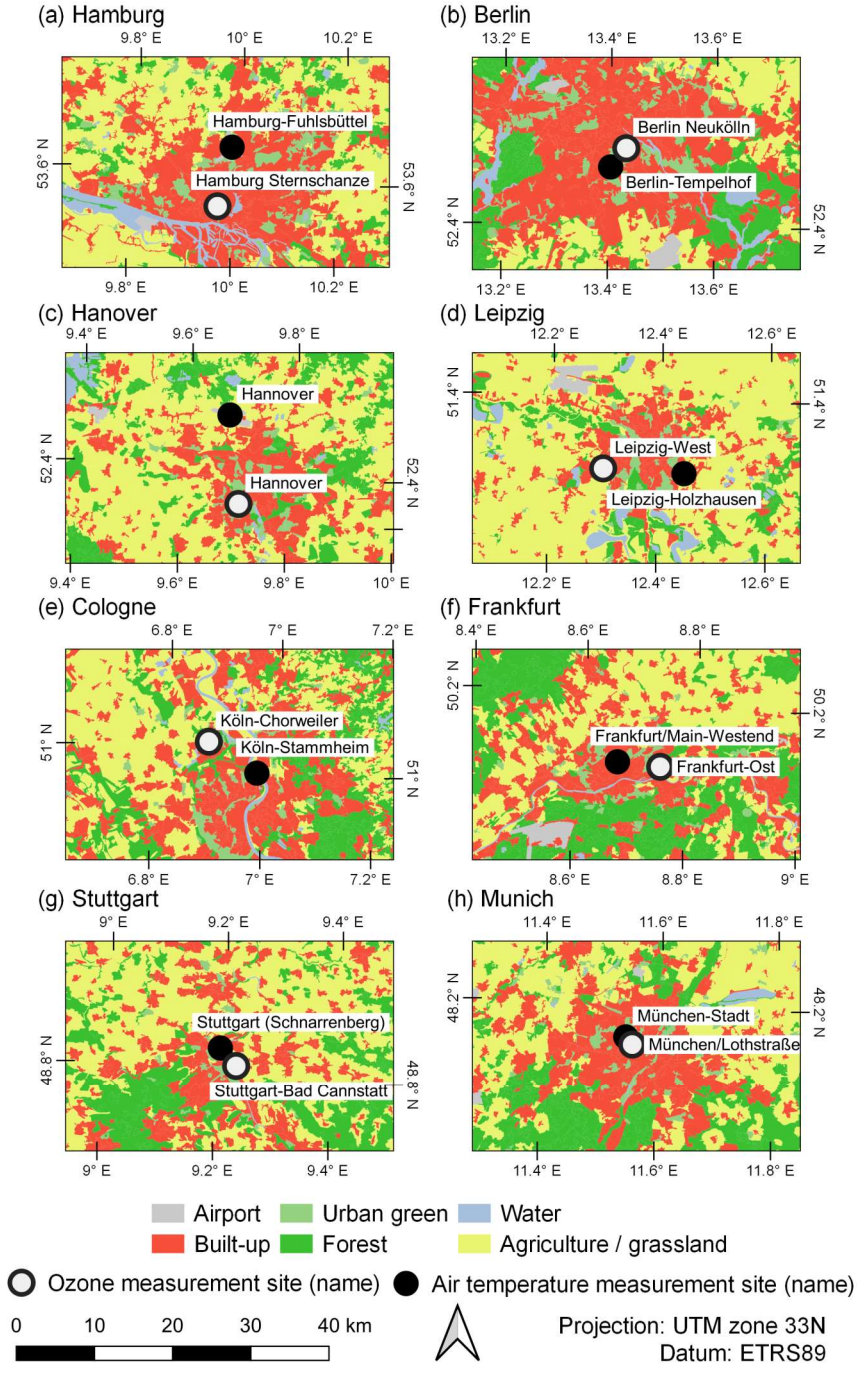 (a) Hamburg
9.8° E 10° E 10.2° E
Hamburg-Fuhlsbüttel
53.6° N
Hamburg Sternschanze
53.6° N
9.8° E 10° E 10.2° E
(b) Berlin
13.2° E 13.4° E 13.6° E
Berlin Neukölln
Berlin-Tempelhof
52.4° N
52.4° N
13.2° E 13.4° E 13.6° E
(c) Hanover
9.4° E 9.6° E 9.8° E
Hannover
52.4° N
Hannover
52.4° N
9.4° E 9.6° E 9.8° E 10° E
(d) Leipzig
12.2° E 12.4° E 12.6° E
51.4° N
51.4° N
Leipzig-West
Leipzig-Holzhausen
12.2° E 12.4° E 12.6° E
(e) Cologne
6.8° E 7° E 7.2° E
Köln-Chorweiler
51° N
Köln-Stammheim
51° N
6.8° E 7° E 7.2° E
(f) Frankfurt
8.4° E 8.6° E 8.8° E
50.2° N
50.2° N
Frankfurt/Main-Westend
Frankfurt-Ost
8.6° E 8.8° E 9° E
(g) Stuttgart
9° E 9.2° E 9.4° E
Stuttgart (Schnarrenberg)
48.8° N
Stuttgart-Bad Cannstatt
48.8° N
9° E 9.2° E 9.4° E
(h) Munich
11.4° E 11.6° E 11.8° E
48.2° N
48.2° N
München-Stadt
München/Lothstraße
11.4° E 11.6° E 11.8° E
Airport Urban green Water
Built-up Forest Agriculture / grassland
Ozone measurement site (name) Air temperature measurement site (name)
0 10 20 30 40 km
Projection: UTM zone 33N
Datum: ETRS89